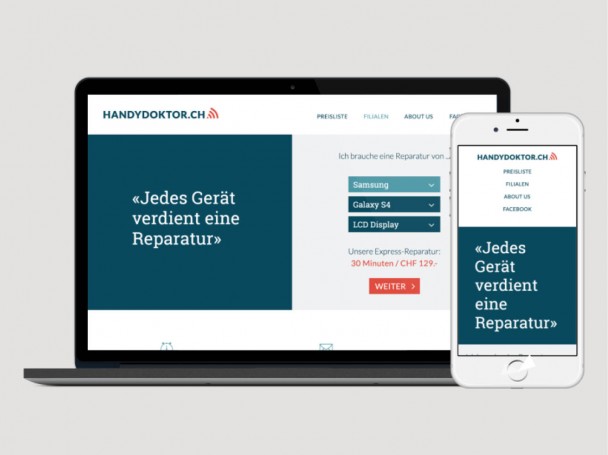 HANDYDOKTOR.CH
PREISLISTE FILIALEN ABOUT US
«Jedes Gerät
verdient eine
Reparatur»
Ich brauche eine Reparatur von ...
Samsung
Galaxy S4
LCD Display
Unsere Express-Reparatur:
30 Minuten / CHF 129.-
WEITER
HANDYDOKTOR.CH
PREISLISTE
FILIALEN
ABOUT US
FACEBOOK
«Jedes
Gerät
verdient
eine
Reparatur»